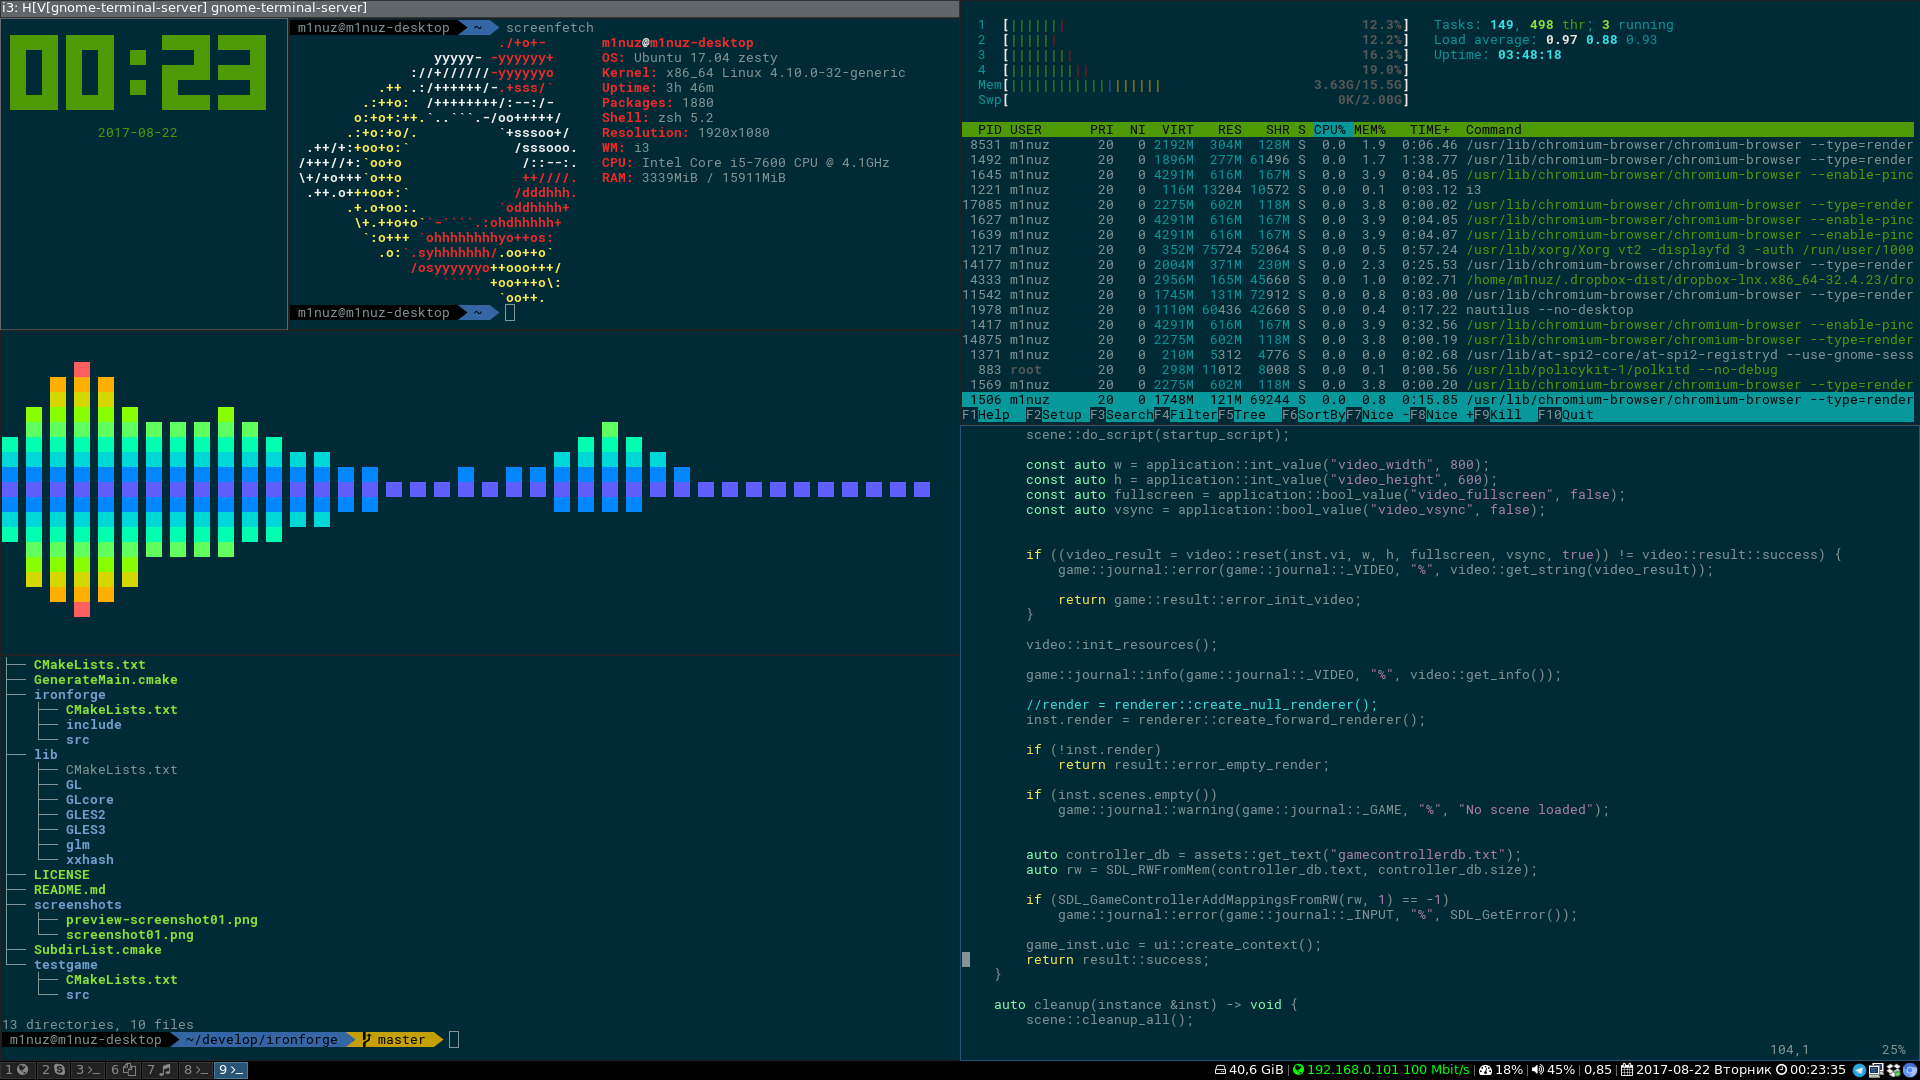 i3: H[V[gnome-terminal-server] gnome-terminal-server]
00:23
2017-08-22
m1nuz@m1nuz-desktop ~ screenfetch
./+o+-
yyyyy- -yyyyyy+
://+//////-yyyyyyo
.++ .:/++++++/-.+sss/`
.:++o: /++++++++/:--:/-
o:+o+:++.`..```.-/oo+++++/
.:+o:+o/. `+sssoo+/
.++/+:+oo+o:` /sssooo.
/+++//+:`oo+o /::--:.
\+/+o+++`o++o ++////.
.++.o+++oo+:` /dddhhh.
.+.o+oo:. `oddhhhh+
\+.++o+o``-````.:ohdhhhhh+
`:o+++ `ohhhhhhhhyo++os:
.o:`.syhhhhhhh/.oo++o`
/osyyyyyyo++ooo+++/
````` +oo+++o\:
`oo++.
m1nuz@m1nuz-desktop
OS: Ubuntu 17.04 zesty
Kernel: x86_64 Linux 4.10.0-32-generic
Uptime: 3h 46m
Packages: 1880
Shell: zsh 5.2
Resolution: 1920x1080
WM: i3
CPU: Intel Core i5-7600 CPU @ 4.1GHz
RAM: 3339MiB / 15911MiB
m1nuz@m1nuz-desktop ~
├── CMakeLists.txt
├── GenerateMain.cmake
├── ironforge
│   ├── CMakeLists.txt
│   ├── include
│   └── src
├── lib
│   ├── CMakeLists.txt
│   ├── GL
│   ├── GLcore
│   ├── GLES2
│   ├── GLES3
│   ├── glm
│   └── xxhash
├── LICENSE
├── README.md
├── screenshots
│   ├── preview-screenshot01.png
│   └── screenshot01.png
├── SubdirList.cmake
└── testgame
    ├── CMakeLists.txt
    └── src
13 directories, 10 files
m1nuz@m1nuz-desktop ~/develop/ironforge master
1 [||||||| 12.3%]
2 [|||||| 12.2%]
3 [|||||||| 16.3%]
4 [|||||||||| 19.0%]
Mem[||||||||||||||||||| 3.63G/15.5G]
Swp[ 0K/2.00G]
Tasks: 149, 498 thr; 3 running
Load average: 0.97 0.88 0.93
Uptime: 03:48:18
PID USER PRI NI VIRT RES SHR S CPU% MEM% TIME+ Command
8531 m1nuz 20 0 2192M 304M 128M S 0.0 1.9 0:06.46 /usr/lib/chromium-browser/chromium-browser --type=render
1492 m1nuz 20 0 1896M 277M 61496 S 0.0 1.7 1:38.77 /usr/lib/chromium-browser/chromium-browser --type=render
1645 m1nuz 20 0 4291M 616M 167M S 0.0 3.9 0:04.05 /usr/lib/chromium-browser/chromium-browser --enable-pinc
1221 m1nuz 20 0 116M 13204 10572 S 0.0 0.1 0:03.12 i3
17085 m1nuz 20 0 2275M 602M 118M S 0.0 3.8 0:00.02 /usr/lib/chromium-browser/chromium-browser --type=render
1627 m1nuz 20 0 4291M 616M 167M S 0.0 3.9 0:04.05 /usr/lib/chromium-browser/chromium-browser --enable-pinc
1639 m1nuz 20 0 4291M 616M 167M S 0.0 3.9 0:04.07 /usr/lib/chromium-browser/chromium-browser --enable-pinc
1217 m1nuz 20 0 352M 75724 52064 S 0.0 0.5 0:57.24 /usr/lib/xorg/Xorg vt2 -displayfd 3 -auth /run/user/1000
14177 m1nuz 20 0 2004M 371M 230M S 0.0 2.3 0:25.53 /usr/lib/chromium-browser/chromium-browser --type=render
4333 m1nuz 20 0 2956M 165M 45660 S 0.0 1.0 0:02.71 /home/m1nuz/.dropbox-dist/dropbox-lnx.x86_64-32.4.23/dro
11542 m1nuz 20 0 1745M 131M 72912 S 0.0 0.8 0:03.00 /usr/lib/chromium-browser/chromium-browser --type=render
1978 m1nuz 20 0 1110M 60436 42660 S 0.0 0.4 0:17.22 nautilus --no-desktop
1417 m1nuz 20 0 4291M 616M 167M S 0.0 3.9 0:32.56 /usr/lib/chromium-browser/chromium-browser --enable-pinc
14875 m1nuz 20 0 2275M 602M 118M S 0.0 3.8 0:00.19 /usr/lib/chromium-browser/chromium-browser --type=render
1371 m1nuz 20 0 210M 5312 4776 S 0.0 0.0 0:02.68 /usr/lib/at-spi2-core/at-spi2-registryd --use-gnome-sess
883 root 20 0 298M 11012 8008 S 0.0 0.1 0:00.56 /usr/lib/policykit-1/polkitd --no-debug
1569 m1nuz 20 0 2275M 602M 118M S 0.0 3.8 0:00.20 /usr/lib/chromium-browser/chromium-browser --type=render
1506 m1nuz 20 0 1748M 121M 69244 S 0.0 0.8 0:15.85 /usr/lib/chromium-browser/chromium-browser --type=render
F1Help F2Setup F3SearchF4FilterF5Tree F6SortByF7Nice -F8Nice +F9Kill F10Quit
scene::do_script(startup_script);
const auto w = application::int_value("video_width", 800);
const auto h = application::int_value("video_height", 600);
const auto fullscreen = application::bool_value("video_fullscreen", false);
const auto vsync = application::bool_value("video_vsync", false);
if ((video_result = video::reset(inst.vi, w, h, fullscreen, vsync, true)) != video::result::success) {
game::journal::error(game::journal::_VIDEO, "%", video::get_string(video_result));
return game::result::error_init_video;
}
video::init_resources();
game::journal::info(game::journal::_VIDEO, "%", video::get_info());
//render = renderer::create_null_renderer();
inst.render = renderer::create_forward_renderer();
if (!inst.render)
return result::error_empty_render;
if (inst.scenes.empty())
game::journal::warning(game::journal::_GAME, "%", "No scene loaded");
auto controller_db = assets::get_text("gamecontrollerdb.txt");
auto rw = SDL_RWFromMem(controller_db.text, controller_db.size);
if (SDL_GameControllerAddMappingsFromRW(rw, 1) == -1)
game::journal::error(game::journal::_INPUT, "%", SDL_GetError());
game_inst.uic = ui::create_context();
return result::success;
}
auto cleanup(instance &inst) -> void {
scene::cleanup_all();
104,1 25%
1 2 3 >_ 6 7 8 >_ 9 >_
40,6 GiB | 192.168.0.101 100 Mbit/s | 18% | 45% | 0,85 | 2017-08-22 Вторник 00:23:35